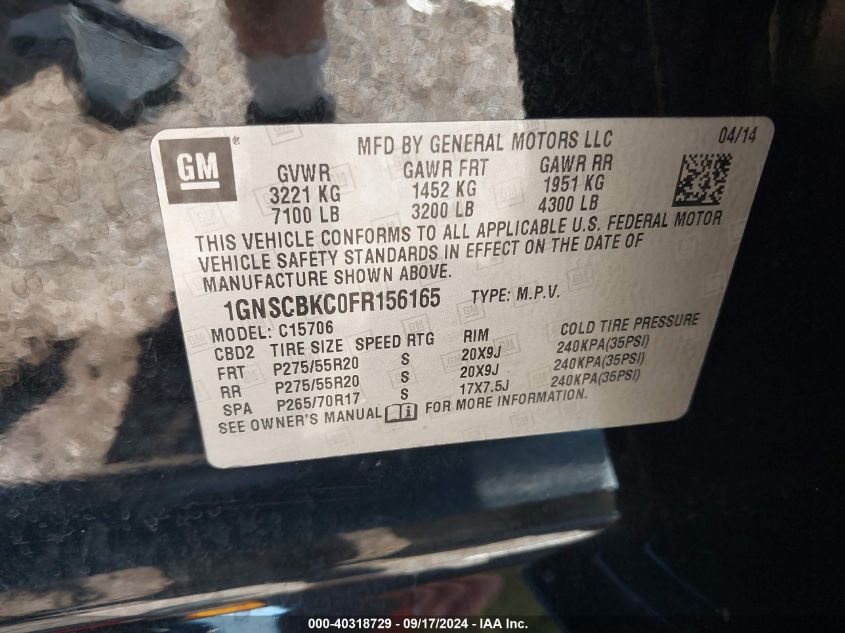 GM®
MFD BY GENERAL MOTORS LLC 04/14
GVWR GAWR FRT GAWR RR
3221 KG 1452 KG 1951 KG
7100 LB 3200 LB 4300 LB
THIS VEHICLE CONFORMS TO ALL APPLICABLE U.S. FEDERAL MOTOR
VEHICLE SAFETY STANDARDS IN EFFECT ON THE DATE OF
MANUFACTURE SHOWN ABOVE.
1GNSCBKC0FR156165 TYPE: M.P.V.
MODEL: C15706
CBD2 TIRE SIZE SPEED RTG RIM COLD TIRE PRESSURE
FRT P275/55R20 S 20X9J 240KPA(35PSI)
RR P275/55R20 S 20X9J 240KPA(35PSI)
SPA P265/70R17 S 17X7.5J 240KPA(35PSI)
SEE OWNER'S MANUAL FOR MORE INFORMATION.
000-40318729 - 09/17/2024 - IAA Inc.